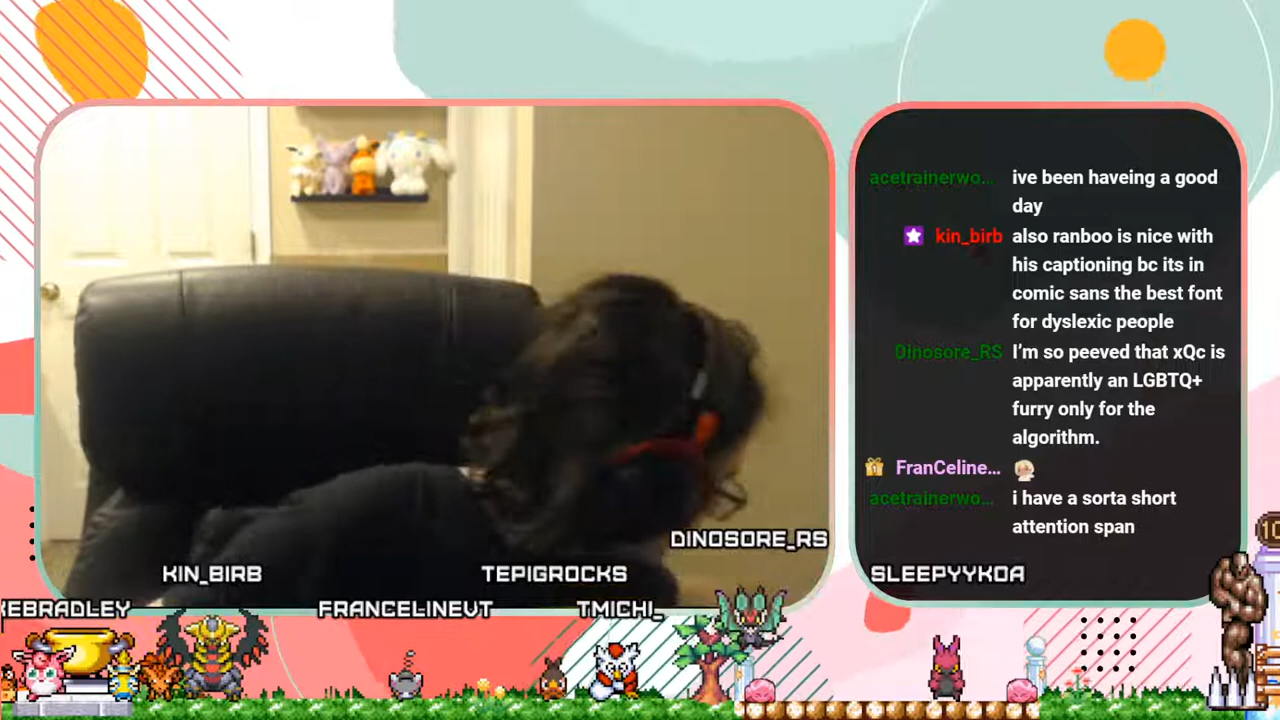 acetrainerwo... ive been haveing a good
day
kin_birb also ranboo is nice with
his captioning bc its in
comic sans the best font
for dyslexic people
Dinosore_RS I'm so peeved that xQc is
apparently an LGBTQ+
furry only for the
algorithm.
FranCeline...
acetrainerwo... i have a sorta short
attention span
DINOSORE_RS
KIN_BIRB
TEPIGROCKS
SLEEPYYKOA
KEBRADLEY
FRANCELINEVT
TMICHI_
10